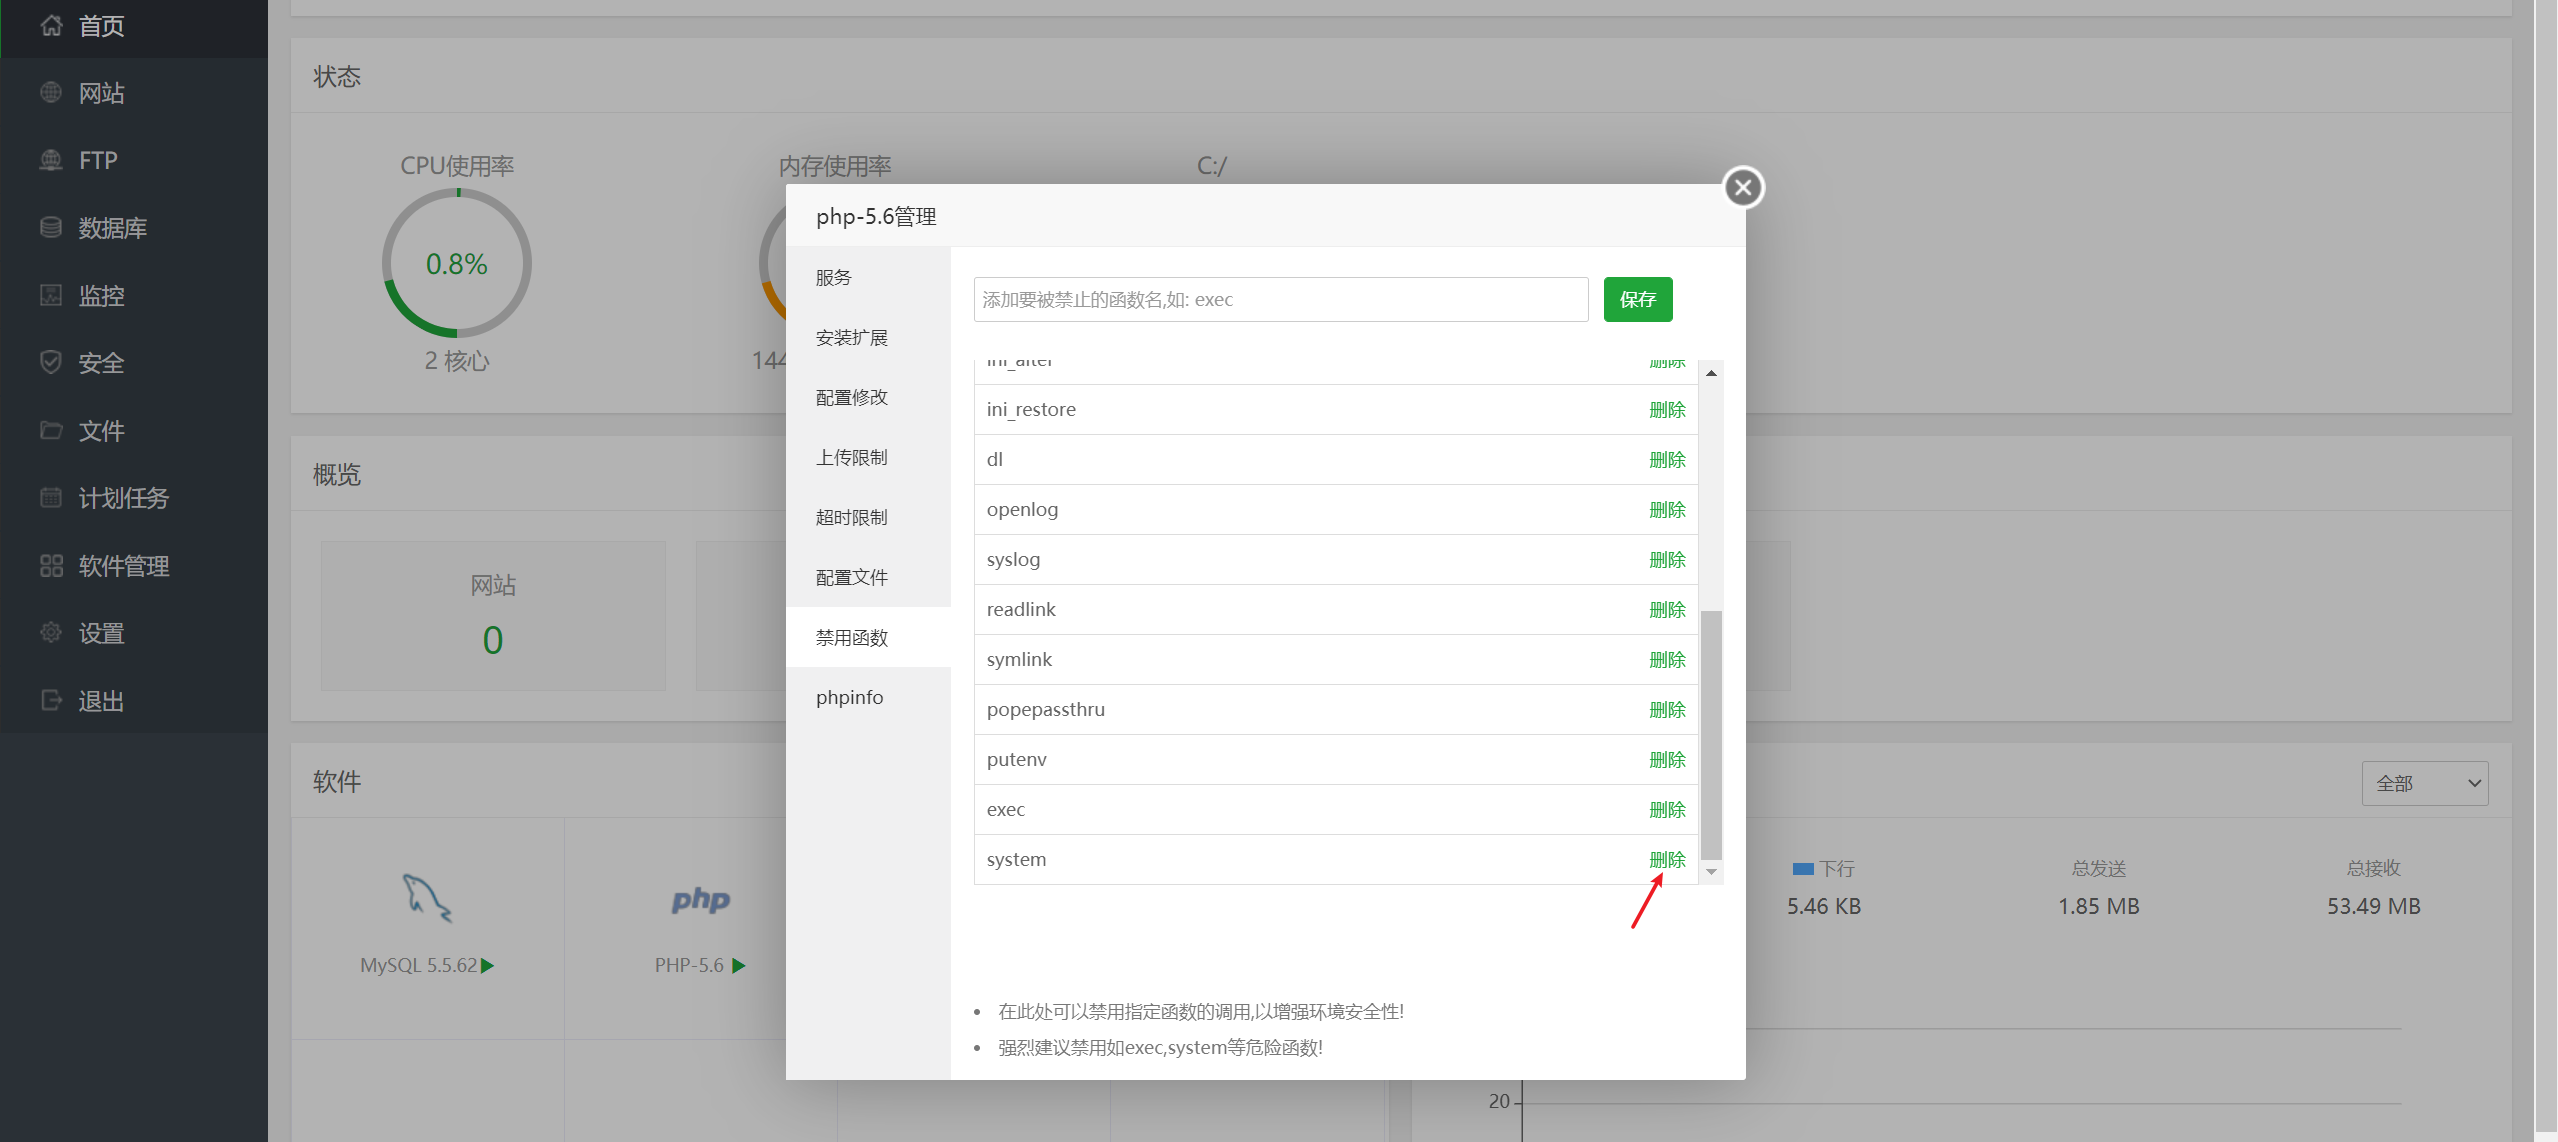 首页
网站
FTP
数据库
监控
安全
文件
计划任务
软件管理
设置
退出
状态
CPU使用率
内存使用率
C:/
0.8%
2 核心
144
概览
网站
0
软件
全部
MySQL 5.5.62
php
PHP-5.6
下行
总发送
总接收
5.46 KB
1.85 MB
53.49 MB
20
php-5.6管理
服务
安装扩展
配置修改
上传限制
超时限制
配置文件
禁用函数
phpinfo
添加要被禁止的函数名,如: exec
保存
ini_alter 删除
ini_restore 删除
dl 删除
openlog 删除
syslog 删除
readlink 删除
symlink 删除
popepassthru 删除
putenv 删除
exec 删除
system 删除
在此处可以禁用指定函数的调用,以增强环境安全性!
强烈建议禁用如exec,system等危险函数!